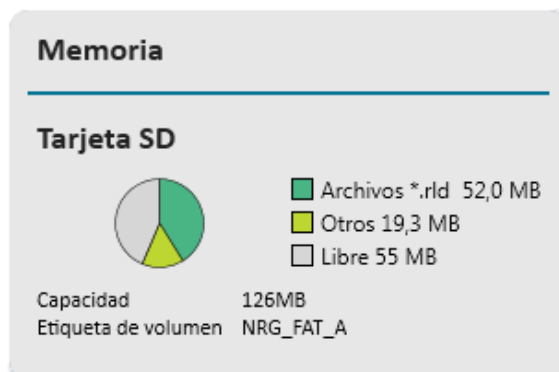 Memoria
Tarjeta SD
Archivos *.rld 52,0 MB
Otros 19,3 MB
Libre 55 MB
Capacidad 126MB
Etiqueta de volumen NRG_FAT_A